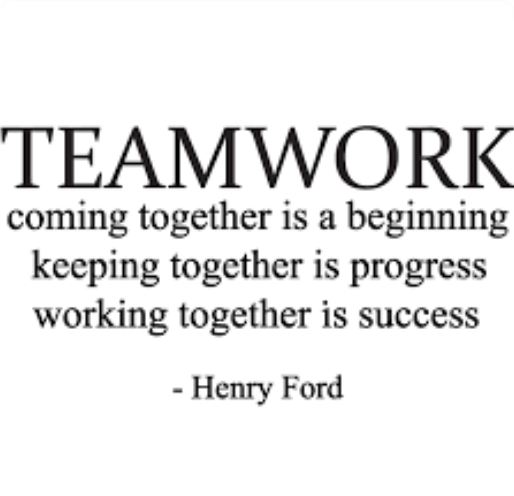 TEAMWORK
coming together is a beginning
keeping together is progress
working together is success
- Henry Ford